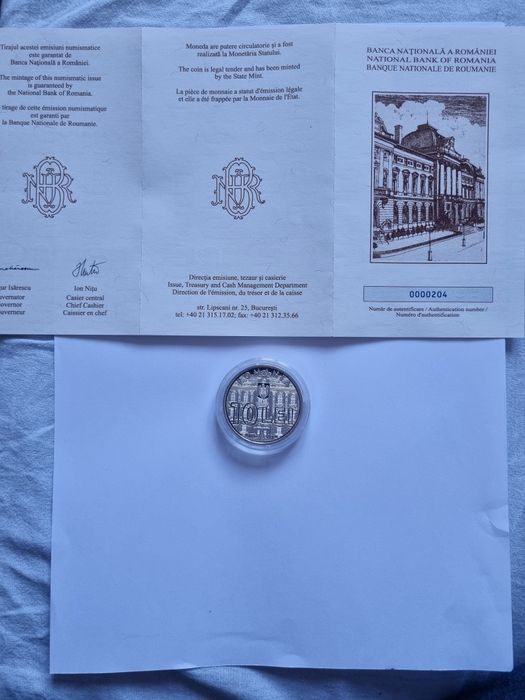 Tirajul acestei emisiuni numismatice
este garantat de
Banca Naţională a României.
The mintage of this numismatic issue
is guaranteed by
the National Bank of Romania.
tirage de cette émission numismatique
est garanti par
la Banque Nationale de Roumanie.
NBR
Isărescu
uvernator
overnor
ouverneur
Ion Niţu
Casier central
Chief Cashier
Caissier en chef
Moneda are putere circulatorie şi a fost
realizată la Monetăria Statului.
The coin is legal tender and has been minted
by the State Mint.
La pièce de monnaie a statut d'émission légale
et elle a été frappée par la Monnaie de l'État.
NBR
Direcţia emisiune, tezaur şi casierie
Issue, Treasury and Cash Management Department
Direction de l'émission, du trésor et de la caisse
str. Lipscani nr. 25, Bucureşti
tel: +40 21 315.17.02; fax: +40 21 312.35.66
BANCA NAŢIONALĂ A ROMÂNIEI
NATIONAL BANK OF ROMANIA
BANQUE NATIONALE DE ROUMANIE
0000204
Număr de autentificare / Authentication number /
Numéro d'authentification
10 LEI